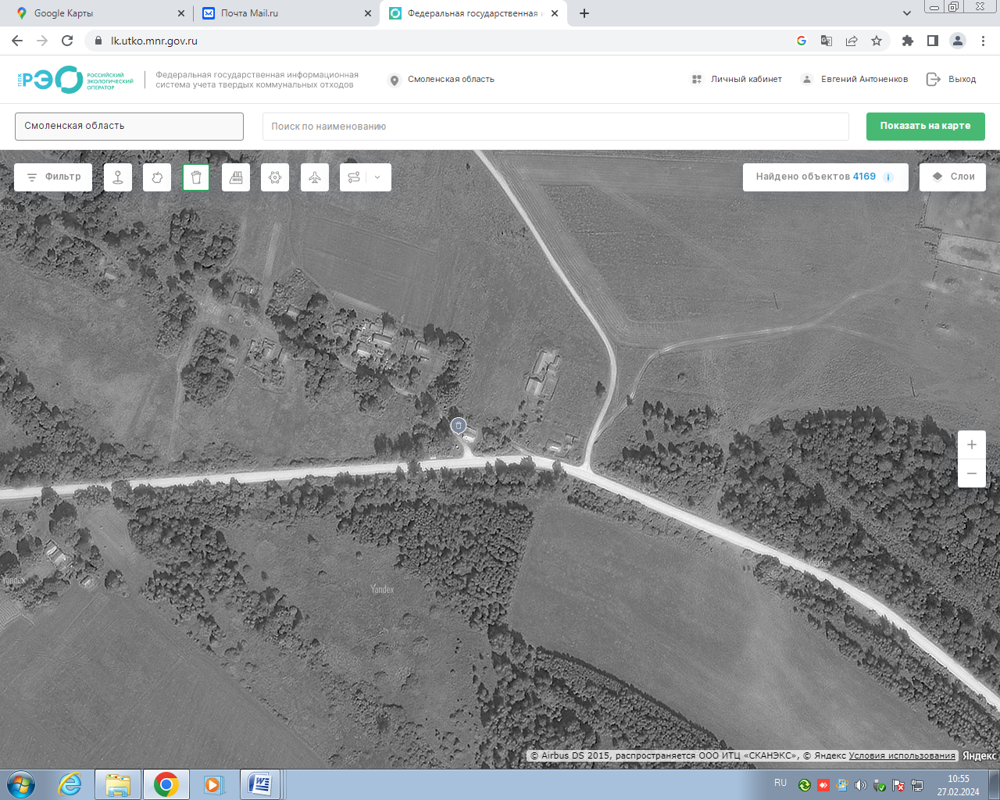 Google Карты
Почта Mail.ru
Федеральная государственная и
lk.utko.mnr.gov.ru
ППК РЭО
РОССИЙСКИЙ
ЭКОЛОГИЧЕСКИЙ
ОПЕРАТОР
Федеральная государственная информационная
система учета твердых коммунальных отходов
Смоленская область
Личный кабинет
Евгений Антоненков
Выход
Смоленская область
Поиск по наименованию
Показать на карте
Фильтр
Найдено объектов 4169 i
Слои
Yandex
Yandex
Yandex
© Airbus DS 2015, распространяется ООО ИТЦ «СКАНЭКС», © Яндекс Условия использования
Яндекс
RU
10:55
27.02.2024